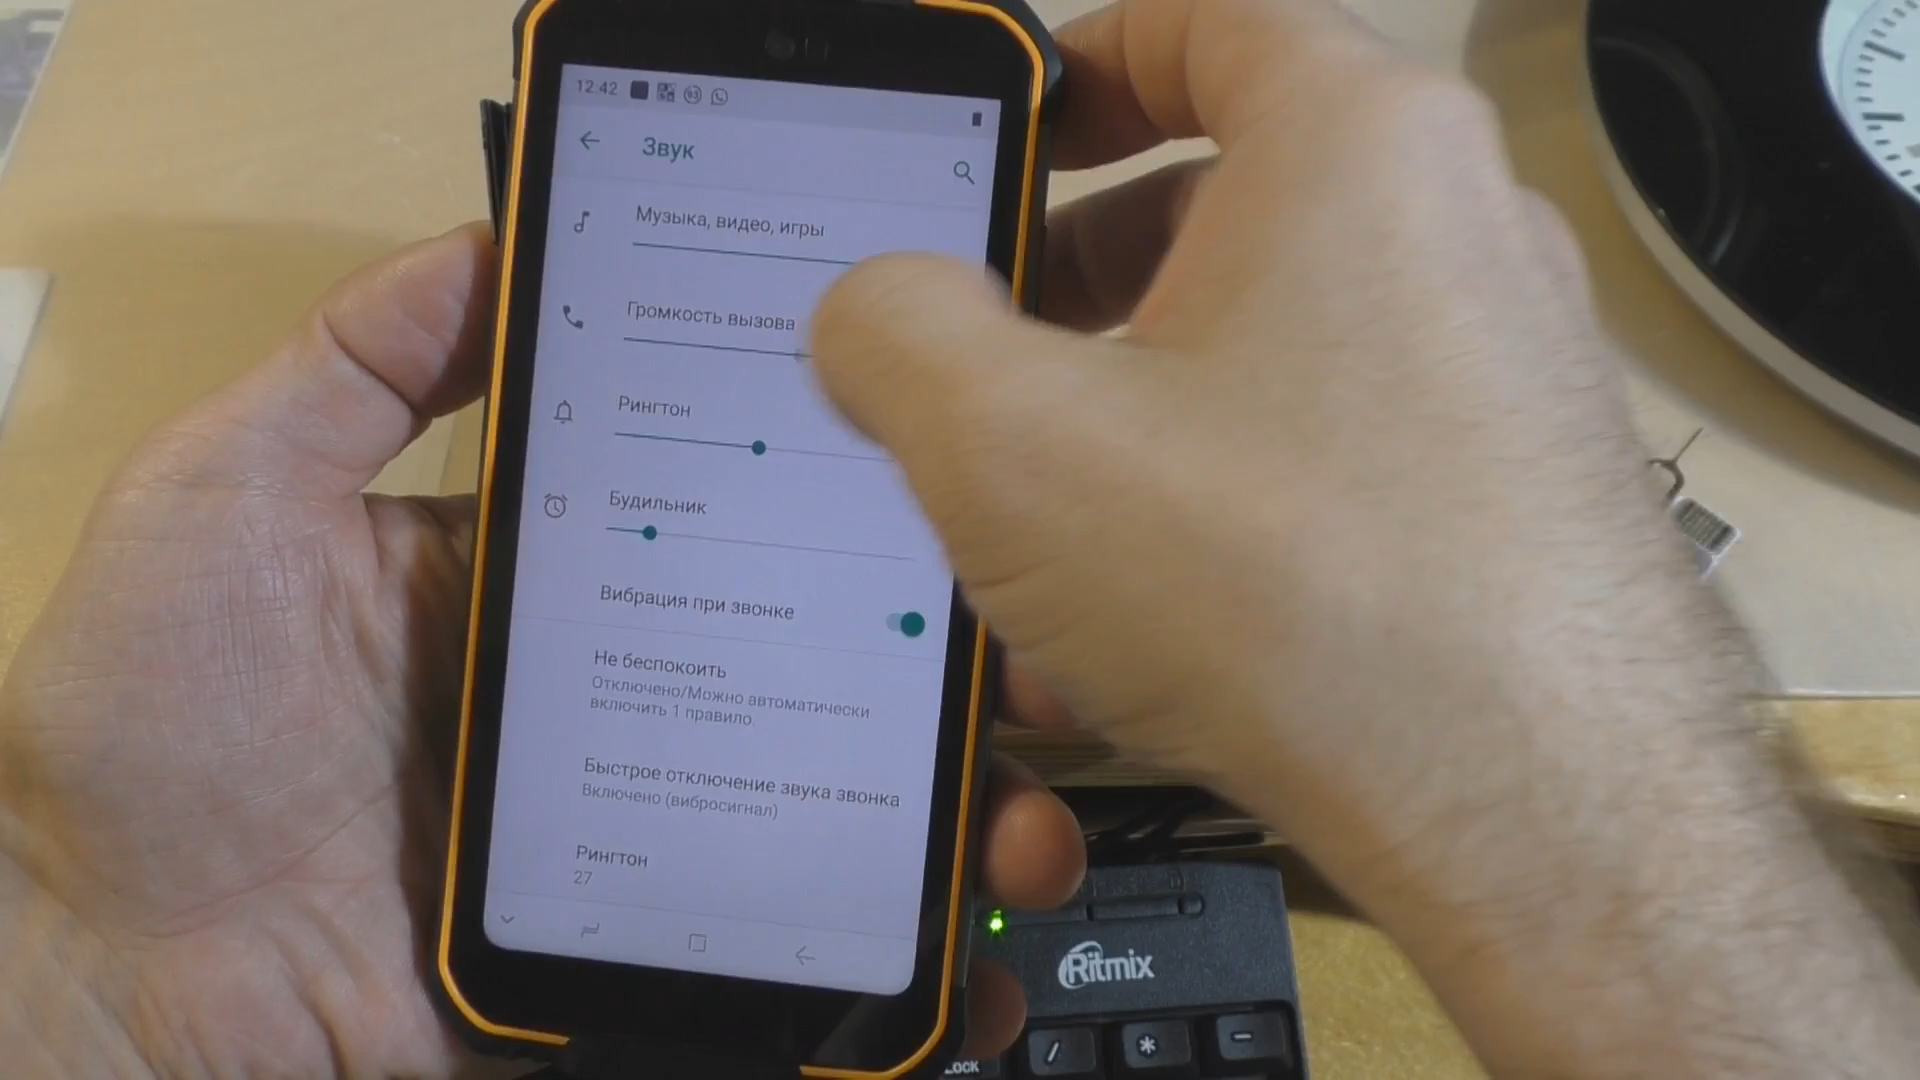 12:42
Звук
Музыка, видео, игры
Громкость вызова
Рингтон
Будильник
Вибрация при звонке
Не беспокоить
Отключено/Можно автоматически
включить 1 правило.
Быстрое отключение звука звонка
Включено (вибросигнал)
Рингтон
27
Ritmix
/ * −
Lock